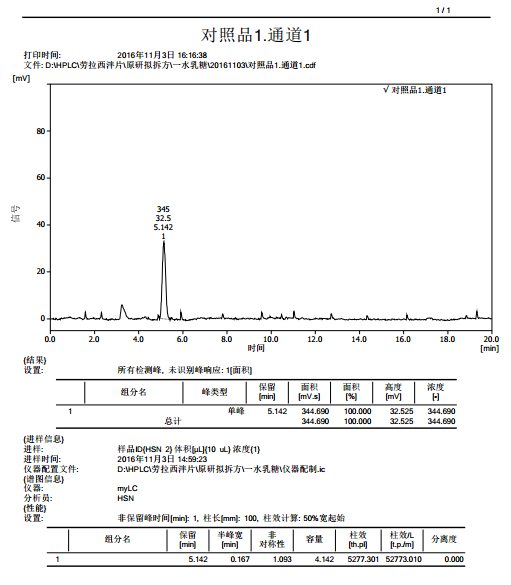 1 / 1
对照品1.通道1
打印时间: 2016年11月3日 16:16:38
文件: D:\HPLC\劳拉西泮片\原研拟拆方\一水乳糖\20161103\对照品1.通道1.cdf
[mV]
√ 对照品1.通道1
80
60
40
20
0
信号
345
32.5
5.142
1
0.0 2.0 4.0 6.0 8.0 10.0 12.0 14.0 16.0 18.0 20.0
时间 [min]
{结果}
设置: 所有检测峰, 未识别峰响应: 1[面积]
组分名 峰类型 保留 [min] 面积 [mV.s] 面积 [%] 高度 [mV] 浓度 [-]
1 单峰 5.142 344.690 100.000 32.525 344.690
总计 344.690 100.000 32.525 344.690
{进样信息}
进样: 样品ID{HSN 2} 体积[µL]{10 uL} 浓度{1}
进样时间: 2016年11月3日 14:59:23
仪器配置文件: D:\HPLC\劳拉西泮片\原研拟拆方\一水乳糖\仪器配制.ic
{谱图信息}
仪器: myLC
分析员: HSN
{性能}
设置: 非保留峰时间[min]: 1, 柱长[mm]: 100, 柱效计算: 50%宽起始
组分名 保留 [min] 半峰宽 [min] 非对称性 容量 柱效 [th.pl] 柱效/L [t.p./m] 分离度
1 5.142 0.167 1.093 4.142 5277.301 52773.010 0.000